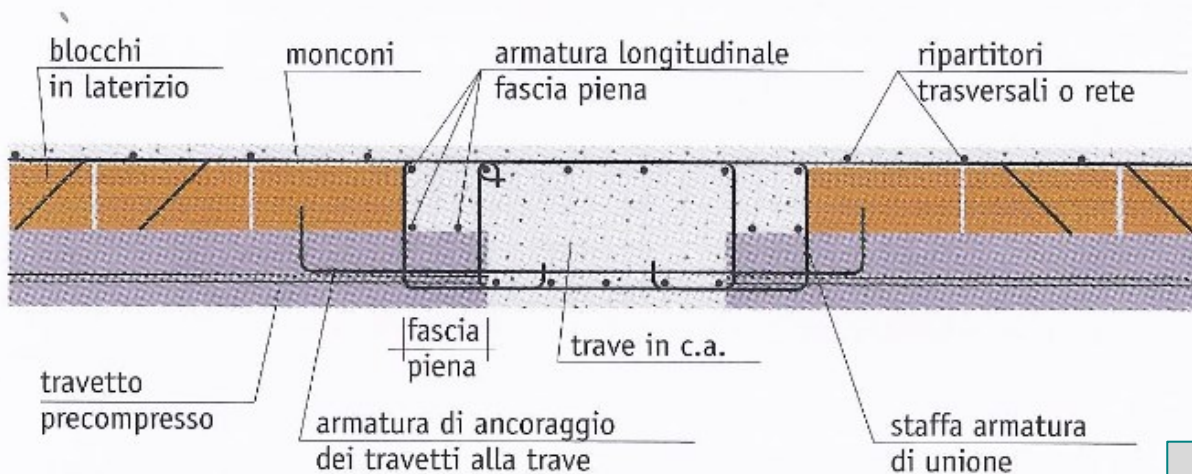 blocchi
in laterizio
monconi
armatura longitudinale
fascia piena
ripartitori
trasversali o rete
fascia
piena
trave in c.a.
travetto
precompresso
armatura di ancoraggio
dei travetti alla trave
staffa armatura
di unione